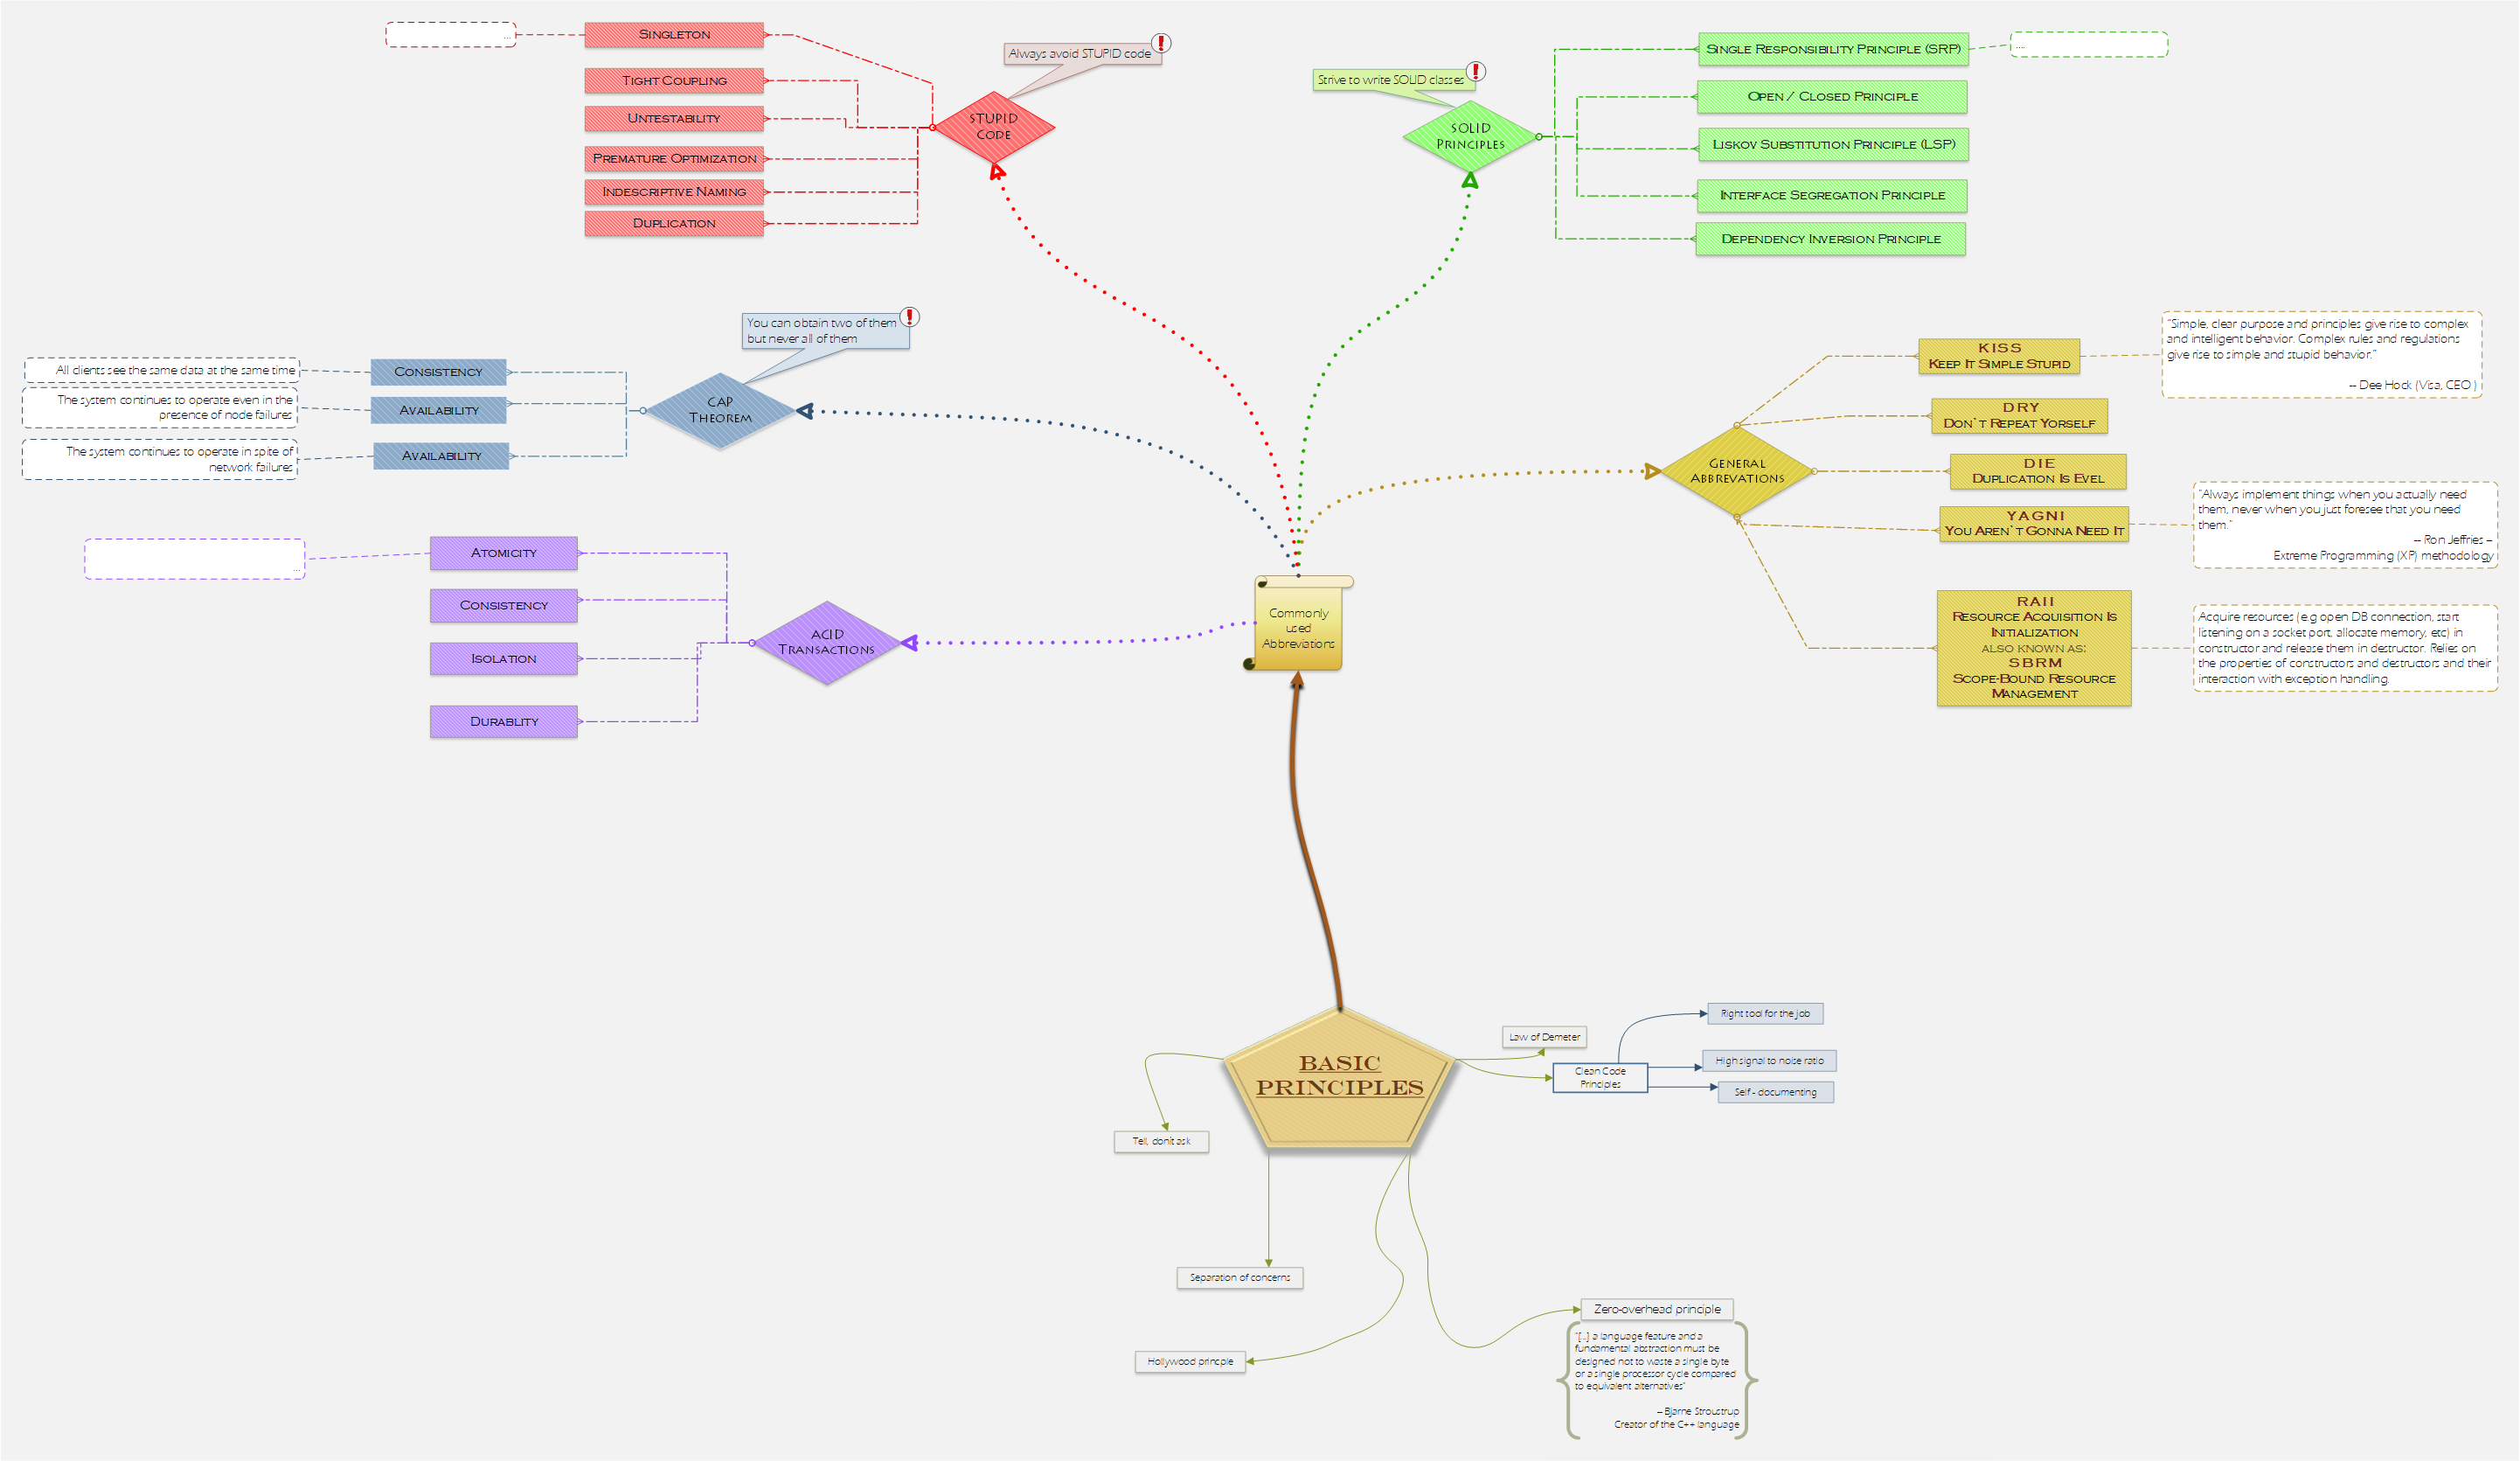 ...
SINGLETON
TIGHT COUPLING
UNTESTABILITY
PREMATURE OPTIMIZATION
INDESCRIPTIVE NAMING
DUPLICATION
Always avoid STUPID code
STUPID
CODE
Strive to write SOLID classes
SOLID
PRINCIPLES
SINGLE RESPONSIBILITY PRINCIPLE (SRP)
....
OPEN / CLOSED PRINCIPLE
LISKOV SUBSTITUTION PRINCIPLE (LSP)
INTERFACE SEGREGATION PRINCIPLE
DEPENDENCY INVERSION PRINCIPLE
You can obtain two of them
but never all of them
CAP
THEOREM
CONSISTENCY
All clients see the same data at the same time
AVAILABILITY
The system continues to operate even in the
presence of node failures
AVAILABILITY
The system continues to operate in spite of
network failures
GENERAL
ABBREVATIONS
KISS
KEEP IT SIMPLE STUPID
"Simple, clear purpose and principles give rise to complex
and intelligent behavior. Complex rules and regulations
give rise to simple and stupid behavior."
-- Dee Hock (Visa, CEO )
DRY
DON`T REPEAT YORSELF
DIE
DUPLICATION IS EVEL
YAGNI
YOU AREN`T GONNA NEED IT
"Always implement things when you actually need
them, never when you just foresee that you need
them."
-- Ron Jeffries –
Extreme Programming (XP) methodology
RAII
RESOURCE ACQUISITION IS
INITIALIZATION
ALSO KNOWN AS:
SBRM
SCOPE-BOUND RESOURCE
MANAGEMENT
Acquire resources (e.g open DB connection, start
listening on a socket port, allocate memory, etc) in
constructor and release them in destructor. Relies on
the properties of constructors and destructors and their
interaction with exception handling.
...
ATOMICITY
CONSISTENCY
ISOLATION
DURABLITY
ACID
TRANSACTIONS
Commonly
used
Abbreviations
BASIC
PRINCIPLES
Law of Demeter
Clean Code
Principles
Right tool for the job
High signal to noise ratio
Self - documenting
Tell, don't ask
Separation of concerns
Hollywood princple
Zero-overhead principle
"[...] a language feature and a
fundamental abstraction must be
designed not to waste a single byte
or a single processor cycle compared
to equivalent alternatives"
-- Bjarne Stroustrup
Creator of the C++ language